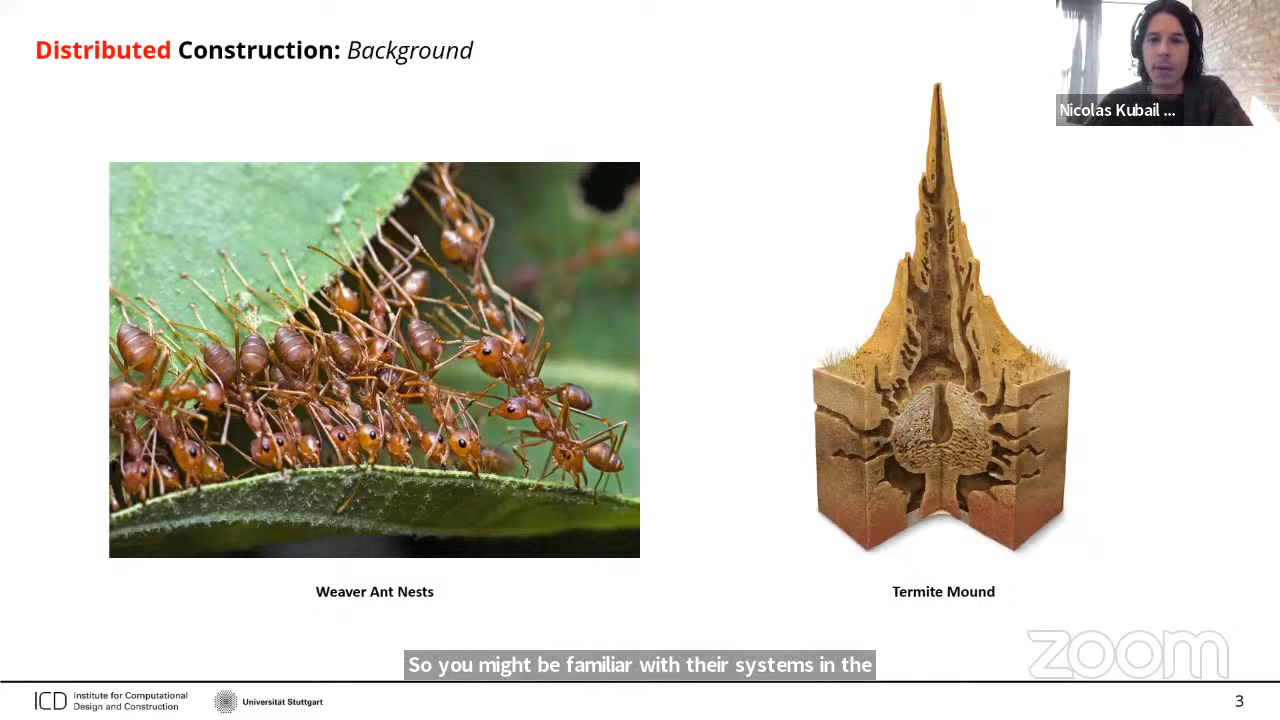 Distributed Construction: Background
Nicolas Kubail ...
Weaver Ant Nests
Termite Mound
So you might be familiar with their systems in the
zoom
ICD
Institute for Computational
Design and Construction
Universität Stuttgart
3